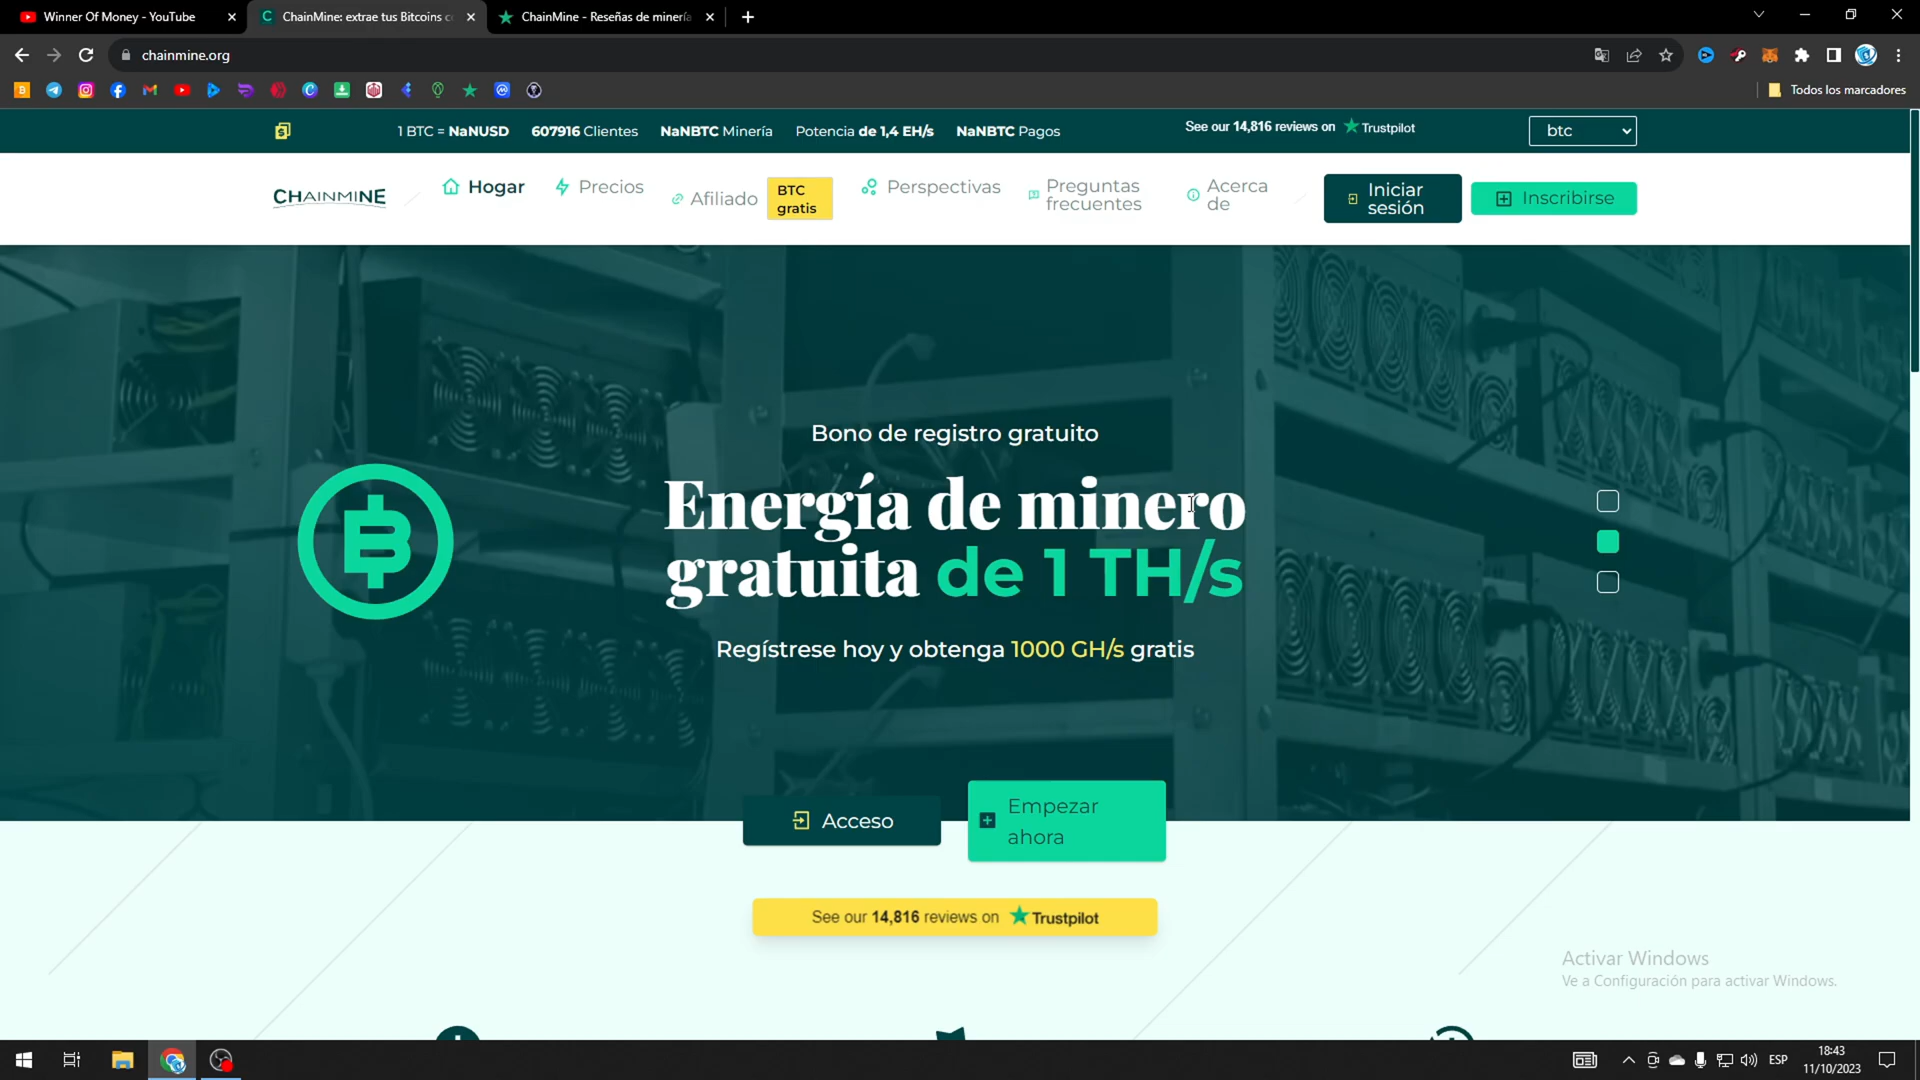 Winner Of Money - YouTube
ChainMine: extrae tus Bitcoins c
ChainMine - Reseñas de minería
chainmine.org
Todos los marcadores
1 BTC = NaNUSD 607916 Clientes NaNBTC Minería Potencia de 1,4 EH/s NaNBTC Pagos
See our 14,816 reviews on Trustpilot
btc
CHAINMINE
Hogar
Precios
Afiliado
BTC
gratis
Perspectivas
Preguntas
frecuentes
Acerca
de
Iniciar
sesión
Inscribirse
Bono de registro gratuito
Energía de minero
gratuita de 1 TH/s
Regístrese hoy y obtenga 1000 GH/s gratis
Acceso
Empezar
ahora
See our 14,816 reviews on Trustpilot
Activar Windows
Ve a Configuración para activar Windows.
ESP
18:43
11/10/2023